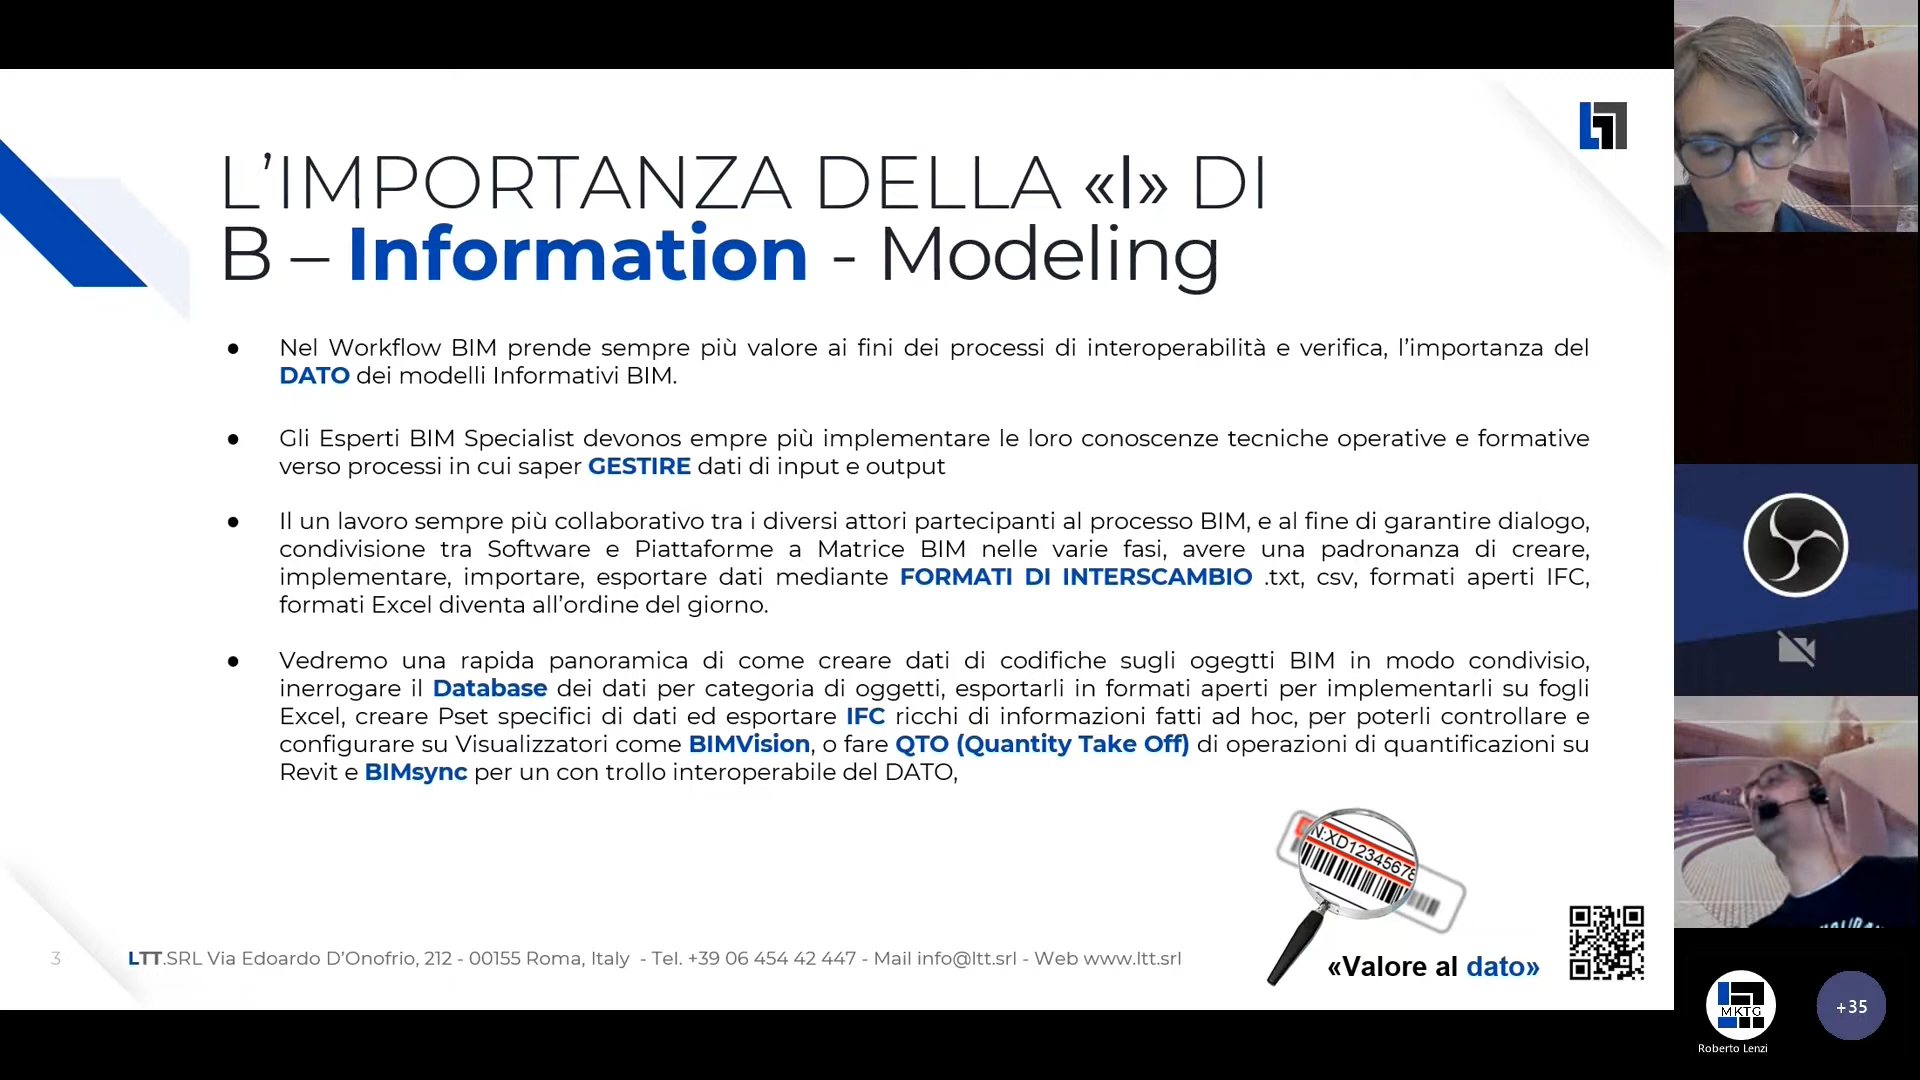 L’IMPORTANZA DELLA «I» DI
B – Information - Modeling
● Nel Workflow BIM prende sempre più valore ai fini dei processi di interoperabilità e verifica, l’importanza del
DATO dei modelli Informativi BIM.
● Gli Esperti BIM Specialist devonos empre più implementare le loro conoscenze tecniche operative e formative
verso processi in cui saper GESTIRE dati di input e output
● Il un lavoro sempre più collaborativo tra i diversi attori partecipanti al processo BIM, e al fine di garantire dialogo,
condivisione tra Software e Piattaforme a Matrice BIM nelle varie fasi, avere una padronanza di creare,
implementare, importare, esportare dati mediante FORMATI DI INTERSCAMBIO .txt, csv, formati aperti IFC,
formati Excel diventa all’ordine del giorno.
● Vedremo una rapida panoramica di come creare dati di codifiche sugli ogegtti BIM in modo condivisio,
inerrogare il Database dei dati per categoria di oggetti, esportarli in formati aperti per implementarli su fogli
Excel, creare Pset specifici di dati ed esportare IFC ricchi di informazioni fatti ad hoc, per poterli controllare e
configurare su Visualizzatori come BIMVision, o fare QTO (Quantity Take Off) di operazioni di quantificazioni su
Revit e BIMsync per un con trollo interoperabile del DATO,
N:XD12345678
«Valore al dato»
3
LTT.SRL Via Edoardo D’Onofrio, 212 - 00155 Roma, Italy - Tel. +39 06 454 42 447 - Mail info@ltt.srl - Web www.ltt.srl
MKTG
+35
Roberto Lenzi